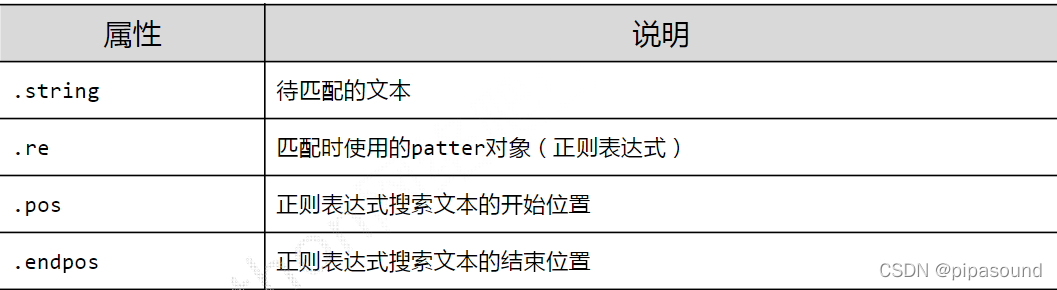 属性 说明
.string 待匹配的文本
.re 匹配时使用的patter对象（正则表达式）
.pos 正则表达式搜索文本的开始位置
.endpos 正则表达式搜索文本的结束位置
CSDN @pipasound